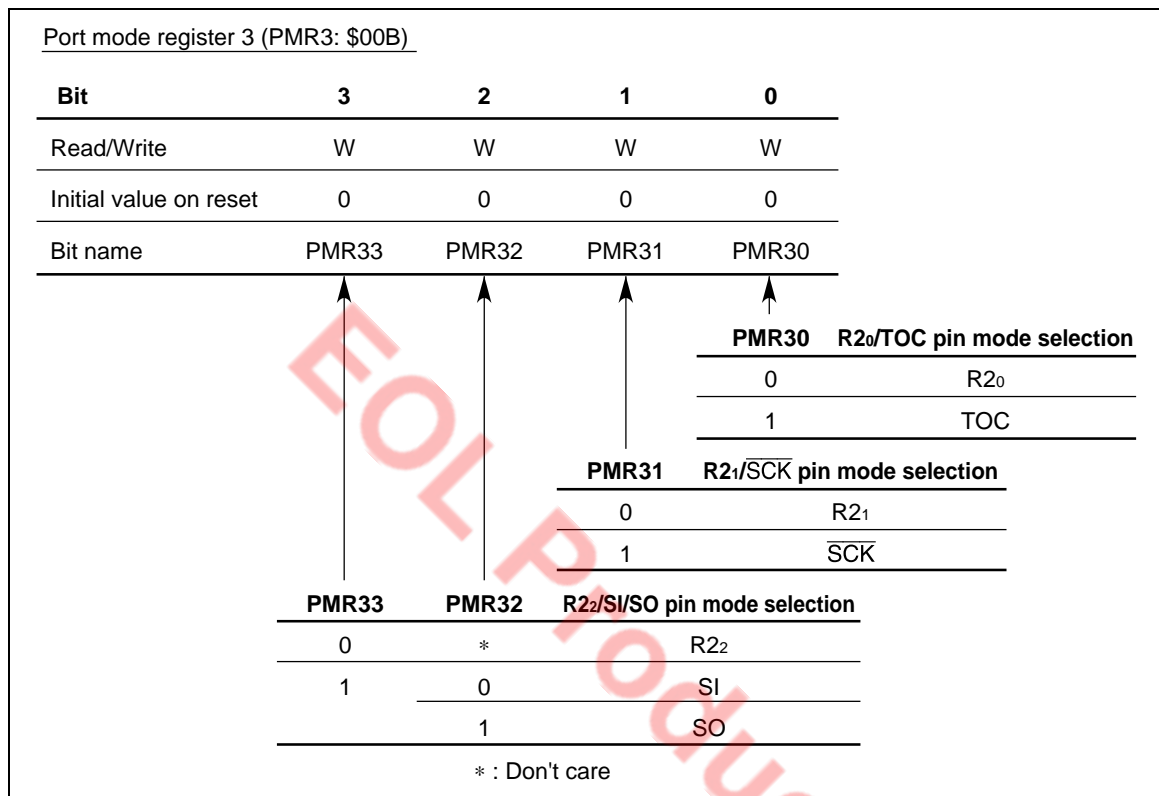 Port mode register 3 (PMR3: $00B)
Bit 3 2 1 0
Read/Write W W W W
Initial value on reset 0 0 0 0
Bit name PMR33 PMR32 PMR31 PMR30
PMR30 R2₀/TOC pin mode selection
0 R2₀
1 TOC
PMR31 R2₁/S̅C̅K̅ pin mode selection
0 R2₁
1 S̅C̅K̅
PMR33 PMR32 R2₂/SI/SO pin mode selection
0 * R2₂
1 0 SI
1 SO
* : Don't care
EOL Produ